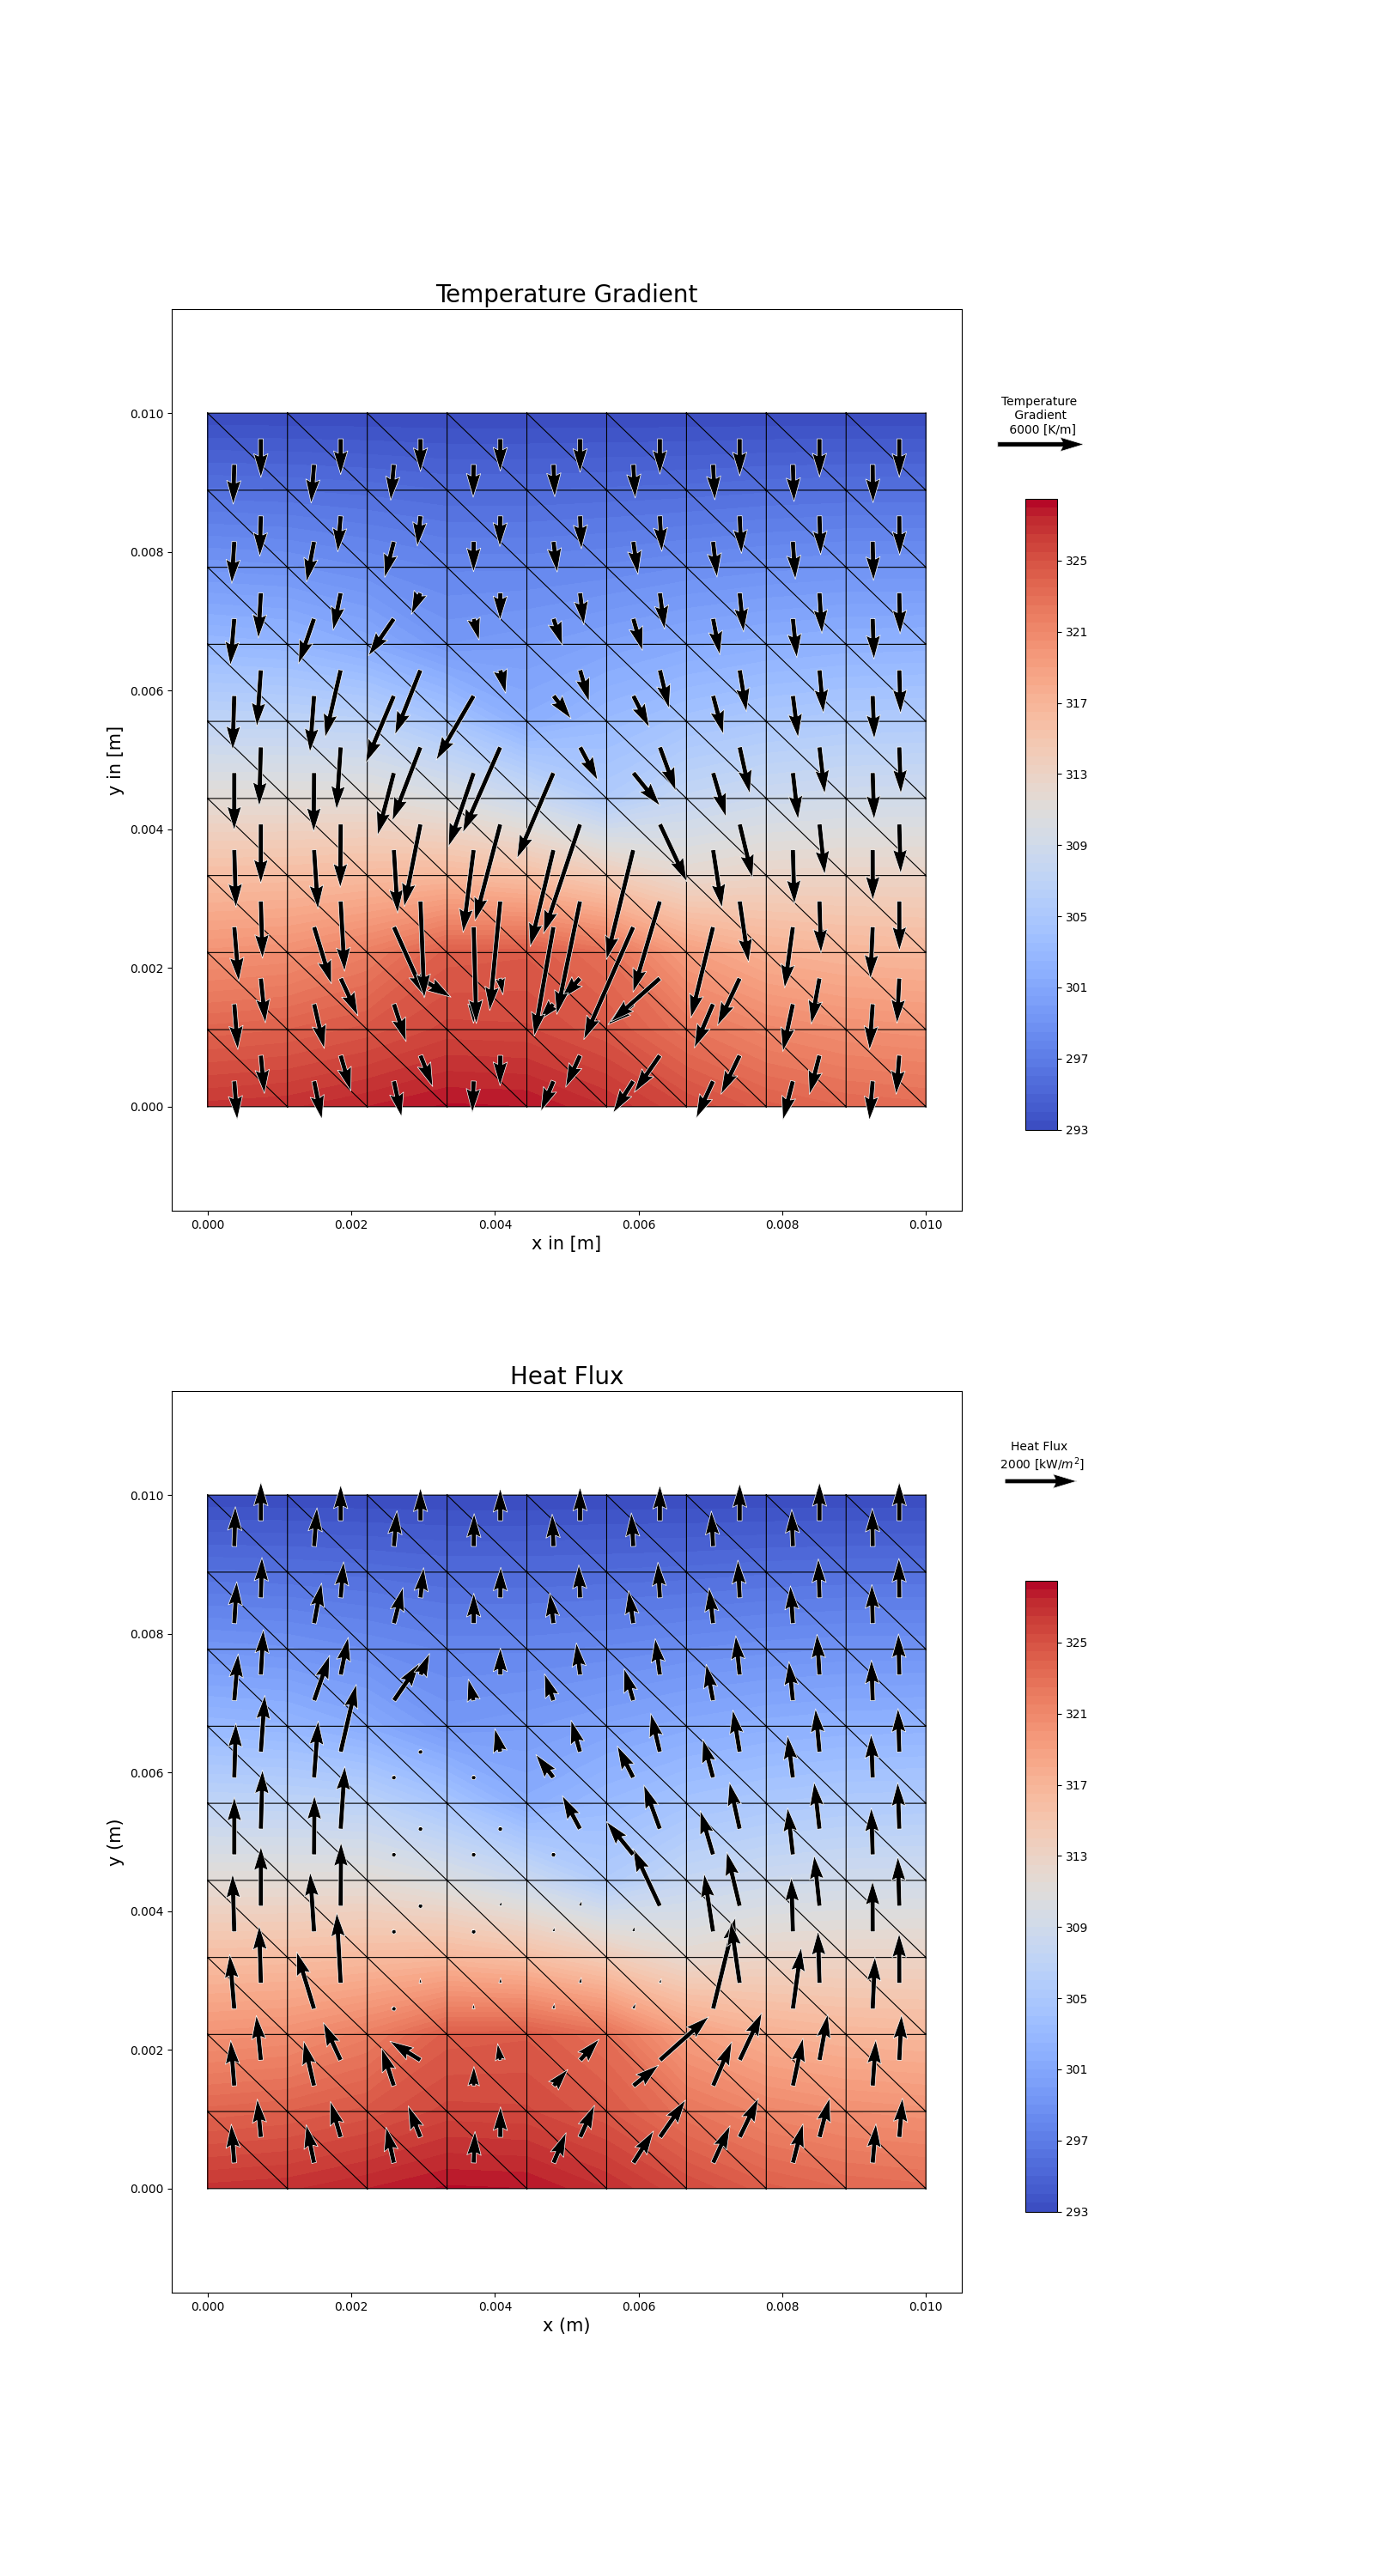 Temperature Gradient
Temperature
Gradient
6000 [K/m]
y in [m]
0.010
0.008
0.006
0.004
0.002
0.000
0.000 0.002 0.004 0.006 0.008 0.010
x in [m]
325
321
317
313
309
305
301
297
293
Heat Flux
Heat Flux
2000 [kW/m²]
y (m)
0.010
0.008
0.006
0.004
0.002
0.000
0.000 0.002 0.004 0.006 0.008 0.010
x (m)
325
321
317
313
309
305
301
297
293